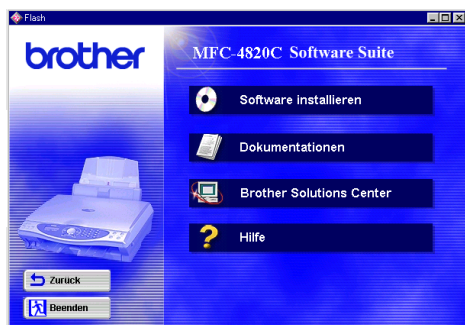 Flash
brother
MFC-4820C Software Suite
Software installieren
Dokumentationen
Brother Solutions Center
Hilfe
Zurück
Beenden